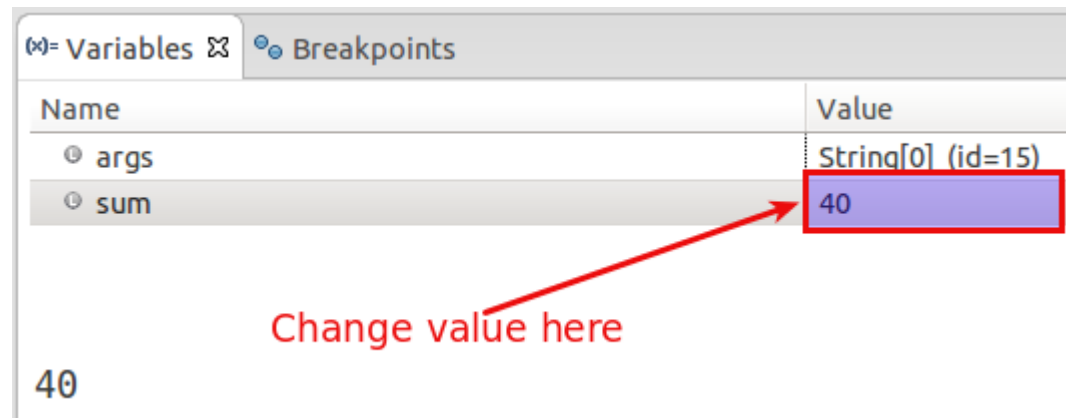 (x)= Variables Breakpoints
Name Value
args String[0] (id=15)
sum 40
Change value here
40